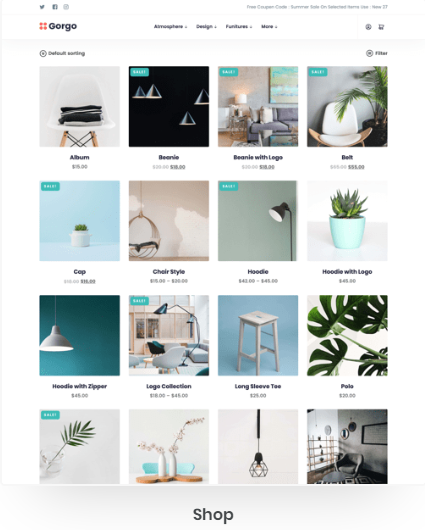 Free Coupon Code : Summer Sale On Selected Items Use : New 27
Gorgo
Atmosphere Design Funitures More
Default sorting
Filter
SALE! SALE! SALE!
Album Beanie Beanie with Logo Belt
$15.00 $20.00 $18.00 $20.00 $18.00 $65.00 $55.00
SALE! SALE!
Cap Chair Style Hoodie Hoodie with Logo
$18.00 $16.00 $15.00 – $20.00 $42.00 – $45.00 $45.00
SALE!
Hoodie with Zipper Logo Collection Long Sleeve Tee Polo
$45.00 $18.00 – $45.00 $25.00 $20.00
SALE!
Shop